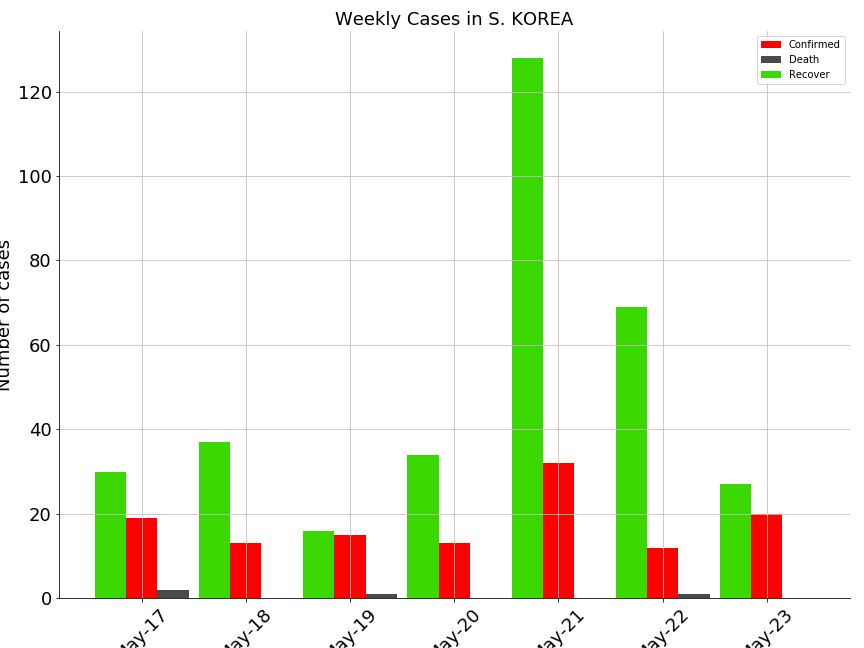 Weekly Cases in S. KOREA
Confirmed
Death
Recover
Number of cases
120
100
80
60
40
20
0
May-17
May-18
May-19
May-20
May-21
May-22
May-23